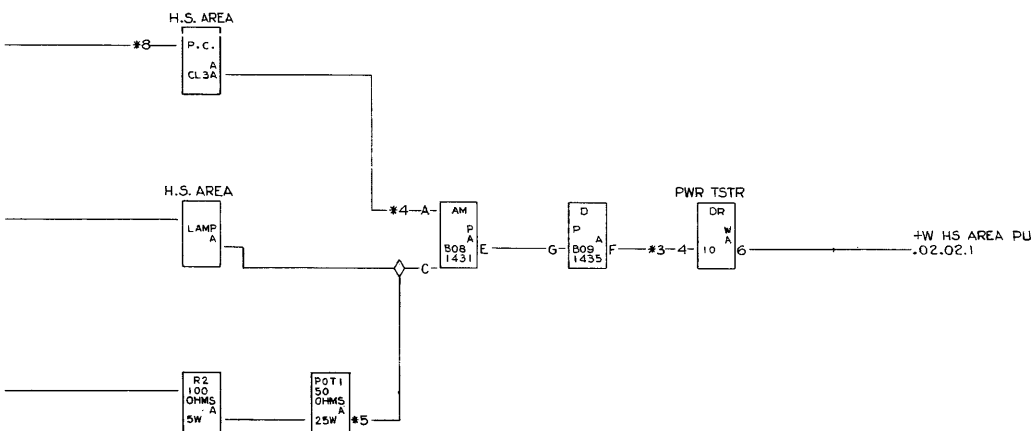 H.S. AREA
*8
P.C.
A
CL3A
H.S. AREA
LAMP
A
*4 A
AM
P
A
B08
1431
E
C
G
D
P
A
B09
1435
F
*3 4
PWR TSTR
DR
W
A
10
6
+W HS AREA PU
.02.02.1
R2
100
OHMS
A
5W
POT1
50
OHMS
A
25W
*5